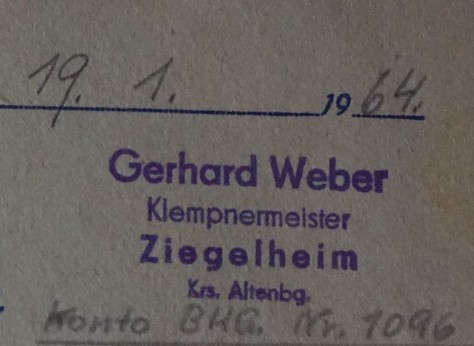 19. 1. 1964.
Gerhard Weber
Klempnermeister
Ziegelheim
Krs. Altenbg.
Konto BHG. Nr. 1096